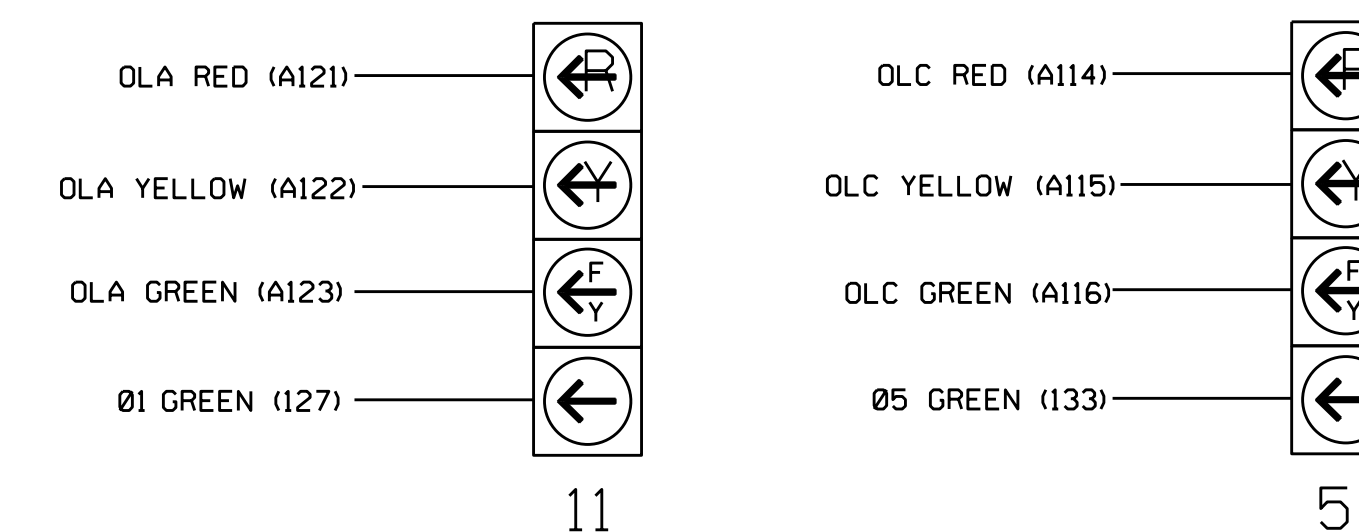 OLA RED (A121)
R
OLA YELLOW (A122)
Y
OLA GREEN (A123)
F
Y
Ø1 GREEN (127)
11
OLC RED (A114)
OLC YELLOW (A115)
Y
OLC GREEN (A116)
F
Y
Ø5 GREEN (133)
5